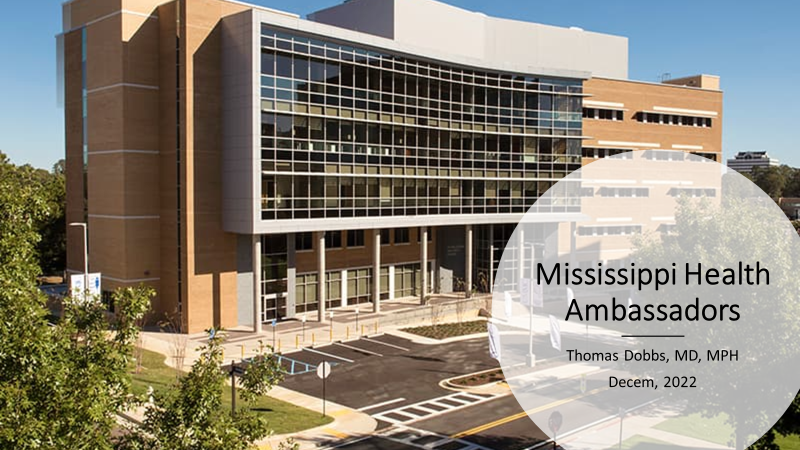 Mississippi Health
Ambassadors
Thomas Dobbs, MD, MPH
Decem, 2022